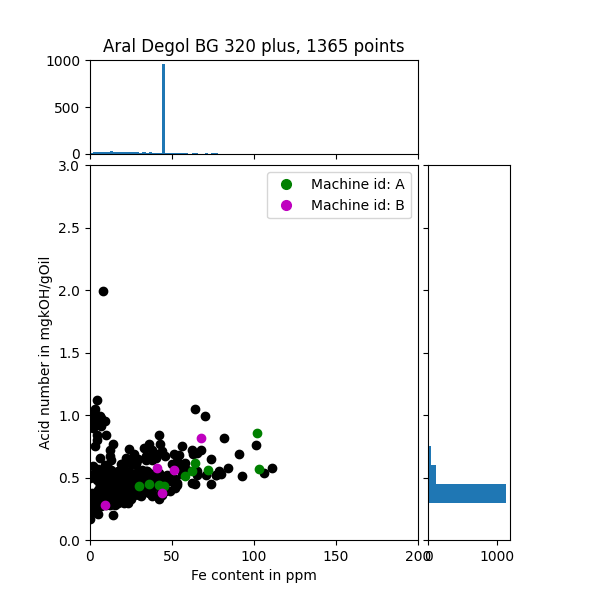 Aral Degol BG 320 plus, 1365 points
1000
500
0
3.0
2.5
2.0
1.5
1.0
0.5
0.0
Acid number in mgkOH/gOil
Machine id: A
Machine id: B
0 50 100 150 200
0 1000
Fe content in ppm